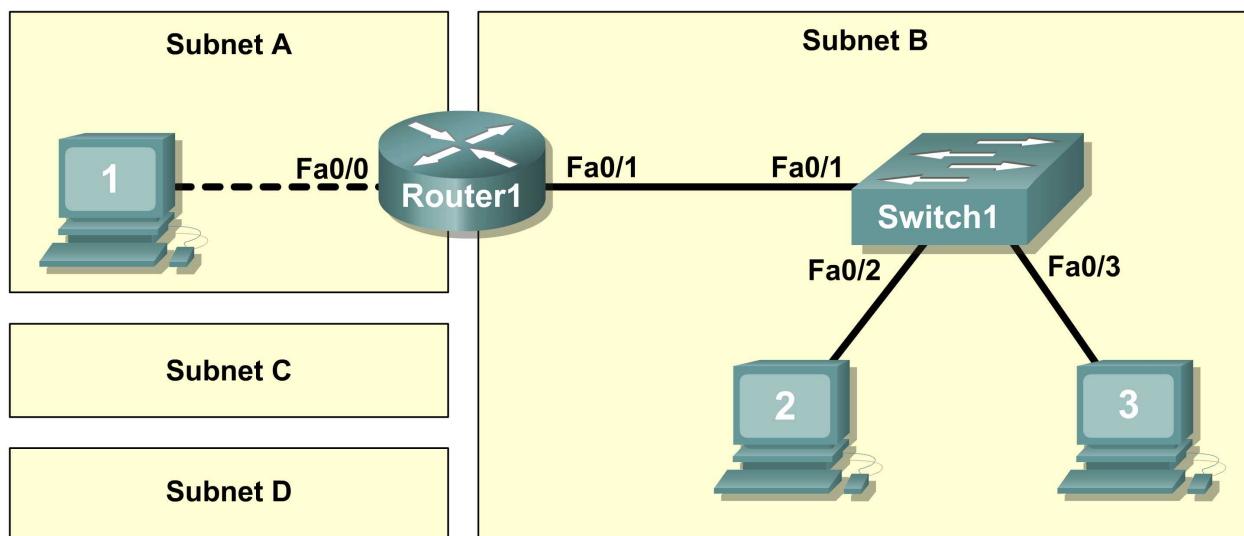 Subnet A
1
Fa0/0
Router1
Subnet C
Subnet D
Subnet B
Fa0/1
Fa0/1
Switch1
Fa0/2
Fa0/3
2
3